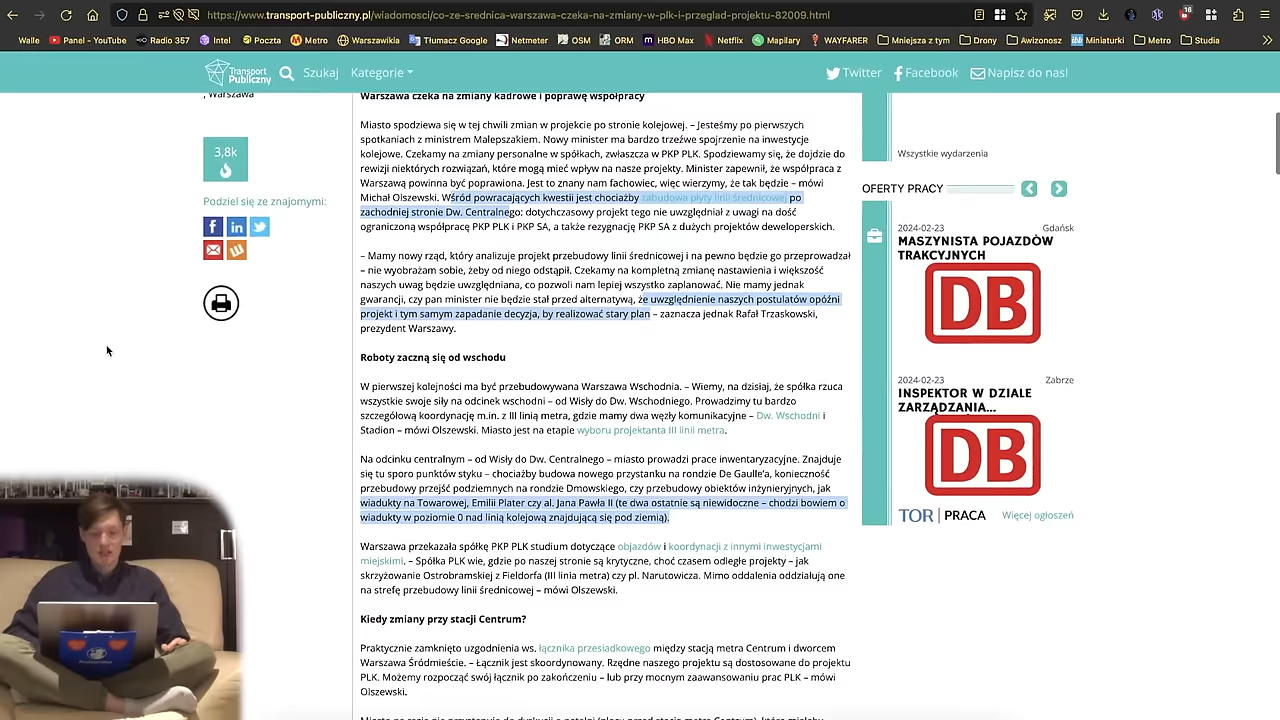 https://www.transport-publiczny.pl/wiadomosci/co-ze-srednica-warszawa-czeka-na-zmiany-w-plk-i-przeglad-projektu-82009.html
16
Walle
Panel - YouTube
Radio 357
Intel
Poczta
Metro
Warszawikia
Tłumacz Google
Netmeter
OSM
ORM
HBO Max
Netflix
Mapilary
WAYFARER
Mniejsza z tym
Drony
Awizonosz
Miniaturki
Metro
Studia
Transport Publiczny
Szukaj
Kategorie
Twitter
Facebook
Napisz do nas!
, Warszawa
3,8k
Podziel się ze znajomymi:
Warszawa czeka na zmiany kadrowe i poprawę współpracy
Miasto spodziewa się w tej chwili zmian w projekcie po stronie kolejowej. – Jesteśmy po pierwszych
spotkaniach z ministrem Malepszakiem. Nowy minister ma bardzo trzeźwe spojrzenie na inwestycje
kolejowe. Czekamy na zmiany personalne w spółkach, zwłaszcza w PKP PLK. Spodziewamy się, że dojdzie do
rewizji niektórych rozwiązań, które mogą mieć wpływ na nasze projekty. Minister zapewnił, że współpraca z
Warszawą powinna być poprawiona. Jest to znany nam fachowiec, więc wierzymy, że tak będzie – mówi
Michał Olszewski. Wśród powracających kwestii jest chociażby zabudowa płyty linii średnicowej po
zachodniej stronie Dw. Centralnego: dotychczasowy projekt tego nie uwzględniał z uwagi na dość
ograniczoną współpracę PKP PLK i PKP SA, a także rezygnację PKP SA z dużych projektów deweloperskich.
– Mamy nowy rząd, który analizuje projekt przebudowy linii średnicowej i na pewno będzie go przeprowadzał
– nie wyobrażam sobie, żeby od niego odstąpił. Czekamy na kompletną zmianę nastawienia i większość
naszych uwag będzie uwzględniana, co pozwoli nam lepiej wszystko zaplanować. Nie mamy jednak
gwarancji, czy pan minister nie będzie stał przed alternatywą, że uwzględnienie naszych postulatów opóźni
projekt i tym samym zapadanie decyzja, by realizować stary plan – zaznacza jednak Rafał Trzaskowski,
prezydent Warszawy.
Roboty zaczną się od wschodu
W pierwszej kolejności ma być przebudowywana Warszawa Wschodnia. – Wiemy, na dzisiaj, że spółka rzuca
wszystkie swoje siły na odcinek wschodni – od Wisły do Dw. Wschodniego. Prowadzimy tu bardzo
szczegółową koordynację m.in. z III linią metra, gdzie mamy dwa węzły komunikacyjne – Dw. Wschodni i
Stadion – mówi Olszewski. Miasto jest na etapie wyboru projektanta III linii metra.
Na odcinku centralnym – od Wisły do Dw. Centralnego – miasto prowadzi prace inwentaryzacyjne. Znajduje
się tu sporo punktów styku – chociażby budowa nowego przystanku na rondzie De Gaulle'a, konieczność
przebudowy przejść podziemnych na rondzie Dmowskiego, czy przebudowy obiektów inżynieryjnych, jak
wiadukty na Towarowej, Emilii Plater czy al. Jana Pawła II (te dwa ostatnie są niewidoczne – chodzi bowiem o
wiadukty w poziomie 0 nad linią kolejową znajdującą się pod ziemią).
Warszawa przekazała spółkę PKP PLK studium dotyczące objazdów i koordynacji z innymi inwestycjami
miejskimi. – Spółka PLK wie, gdzie po naszej stronie są krytyczne, choć czasem odległe projekty – jak
skrzyżowanie Ostrobramskiej z Fieldorfa (III linia metra) czy pl. Narutowicza. Mimo oddalenia oddziałują one
na strefę przebudowy linii średnicowej – mówi Olszewski.
Kiedy zmiany przy stacji Centrum?
Praktycznie zamknięto uzgodnienia ws. łącznika przesiadkowego między stacją metra Centrum i dworcem
Warszawa Śródmieście. – Łącznik jest skoordynowany. Rzędne naszego projektu są dostosowane do projektu
PLK. Możemy rozpocząć swój łącznik po zakończeniu – lub przy mocnym zaawansowaniu prac PLK – mówi
Olszewski.
Wszystkie wydarzenia
OFERTY PRACY
2024-02-23 Gdańsk
MASZYNISTA POJAZDÓW
TRAKCYJNYCH
DB
2024-02-23 Zabrze
INSPEKTOR W DZIALE
ZARZĄDZANIA...
DB
TOR | PRACA
Więcej ogłoszeń